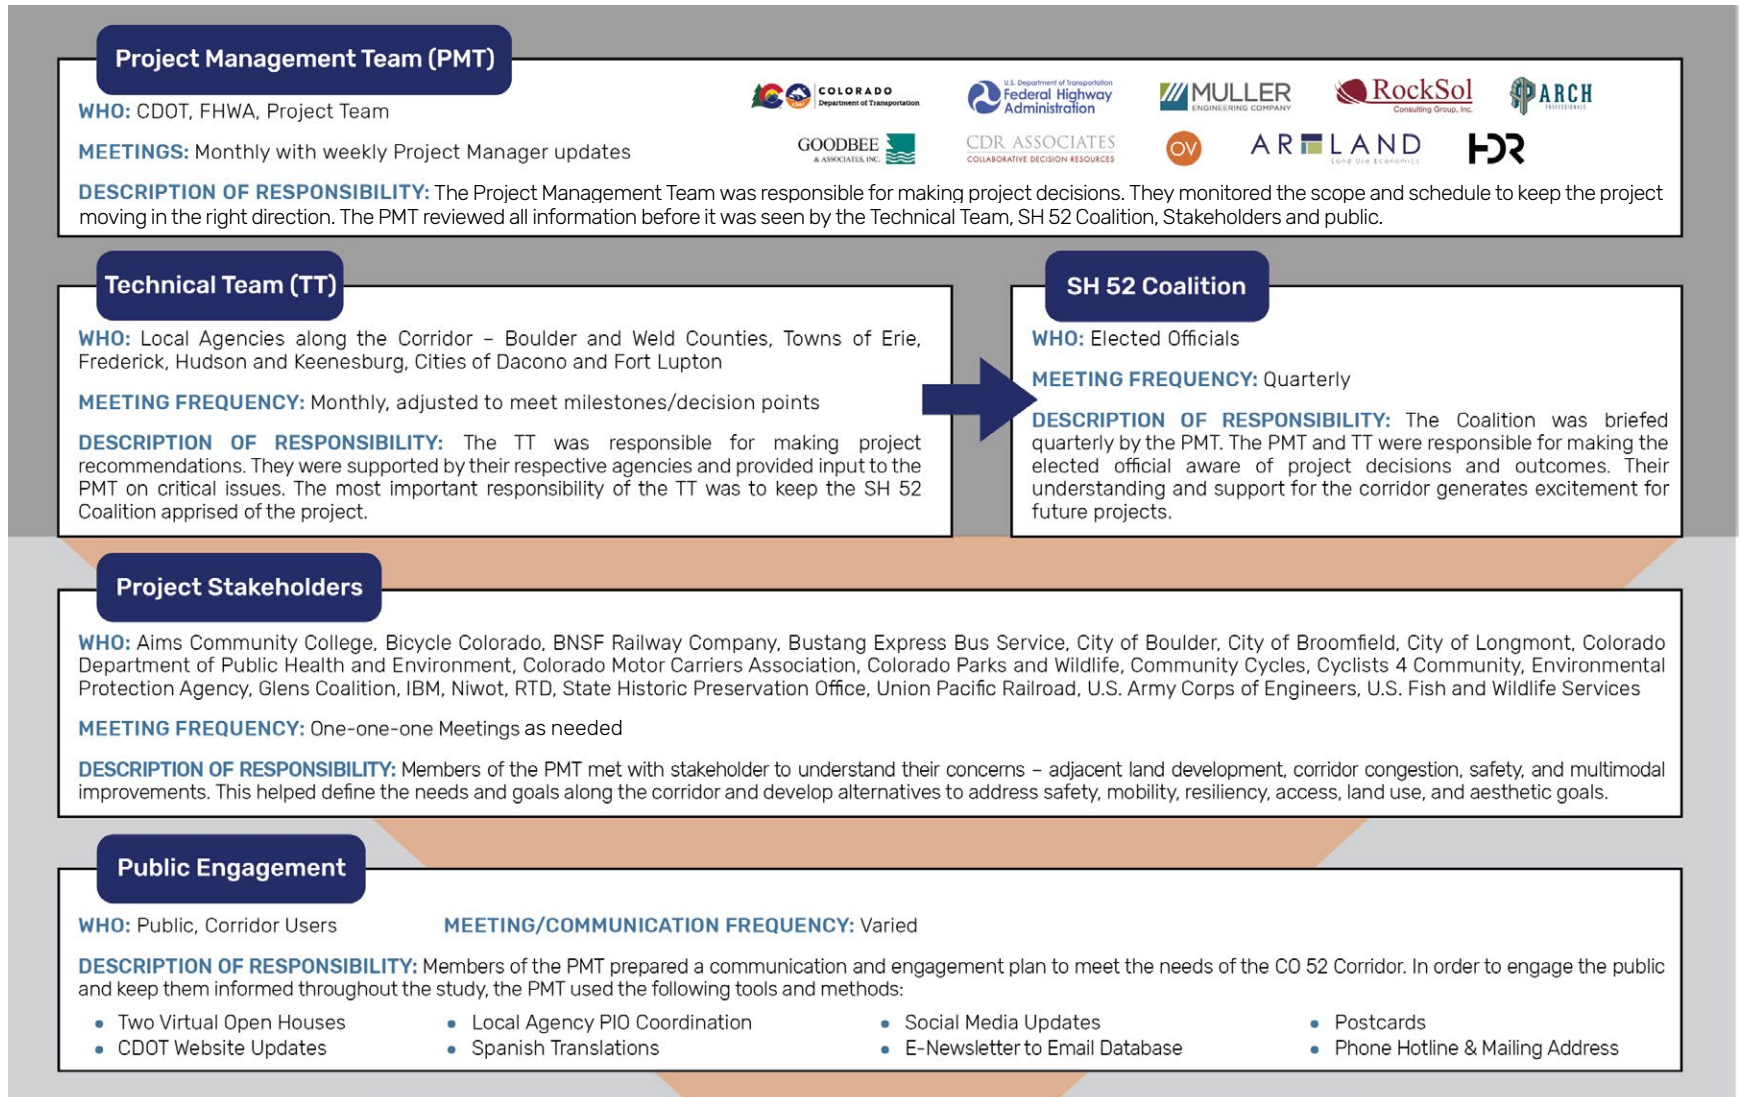 Project Management Team (PMT)
WHO: CDOT, FHWA, Project Team
MEETINGS: Monthly with weekly Project Manager updates
COLORADO
Department of Transportation
U.S. Department of Transportation
Federal Highway
Administration
MULLER
ENGINEERING COMPANY
RockSol
Consulting Group, Inc.
ARCH
PROFESSIONALS
GOODBEE
& ASSOCIATES, INC.
CDR ASSOCIATES
COLLABORATIVE DECISION RESOURCES
OV
ARLAND
Land Use Economics
HDR
DESCRIPTION OF RESPONSIBILITY: The Project Management Team was responsible for making project decisions. They monitored the scope and schedule to keep the project
moving in the right direction. The PMT reviewed all information before it was seen by the Technical Team, SH 52 Coalition, Stakeholders and public.
Technical Team (TT)
WHO: Local Agencies along the Corridor – Boulder and Weld Counties, Towns of Erie,
Frederick, Hudson and Keenesburg, Cities of Dacono and Fort Lupton
MEETING FREQUENCY: Monthly, adjusted to meet milestones/decision points
DESCRIPTION OF RESPONSIBILITY: The TT was responsible for making project
recommendations. They were supported by their respective agencies and provided input to the
PMT on critical issues. The most important responsibility of the TT was to keep the SH 52
Coalition apprised of the project.
SH 52 Coalition
WHO: Elected Officials
MEETING FREQUENCY: Quarterly
DESCRIPTION OF RESPONSIBILITY: The Coalition was briefed
quarterly by the PMT. The PMT and TT were responsible for making the
elected official aware of project decisions and outcomes. Their
understanding and support for the corridor generates excitement for
future projects.
Project Stakeholders
WHO: Aims Community College, Bicycle Colorado, BNSF Railway Company, Bustang Express Bus Service, City of Boulder, City of Broomfield, City of Longmont, Colorado
Department of Public Health and Environment, Colorado Motor Carriers Association, Colorado Parks and Wildlife, Community Cycles, Cyclists 4 Community, Environmental
Protection Agency, Glens Coalition, IBM, Niwot, RTD, State Historic Preservation Office, Union Pacific Railroad, U.S. Army Corps of Engineers, U.S. Fish and Wildlife Services
MEETING FREQUENCY: One-one-one Meetings as needed
DESCRIPTION OF RESPONSIBILITY: Members of the PMT met with stakeholder to understand their concerns – adjacent land development, corridor congestion, safety, and multimodal
improvements. This helped define the needs and goals along the corridor and develop alternatives to address safety, mobility, resiliency, access, land use, and aesthetic goals.
Public Engagement
WHO: Public, Corridor Users
MEETING/COMMUNICATION FREQUENCY: Varied
DESCRIPTION OF RESPONSIBILITY: Members of the PMT prepared a communication and engagement plan to meet the needs of the CO 52 Corridor. In order to engage the public
and keep them informed throughout the study, the PMT used the following tools and methods:
• Two Virtual Open Houses
• CDOT Website Updates
• Local Agency PIO Coordination
• Spanish Translations
• Social Media Updates
• E-Newsletter to Email Database
• Postcards
• Phone Hotline & Mailing Address